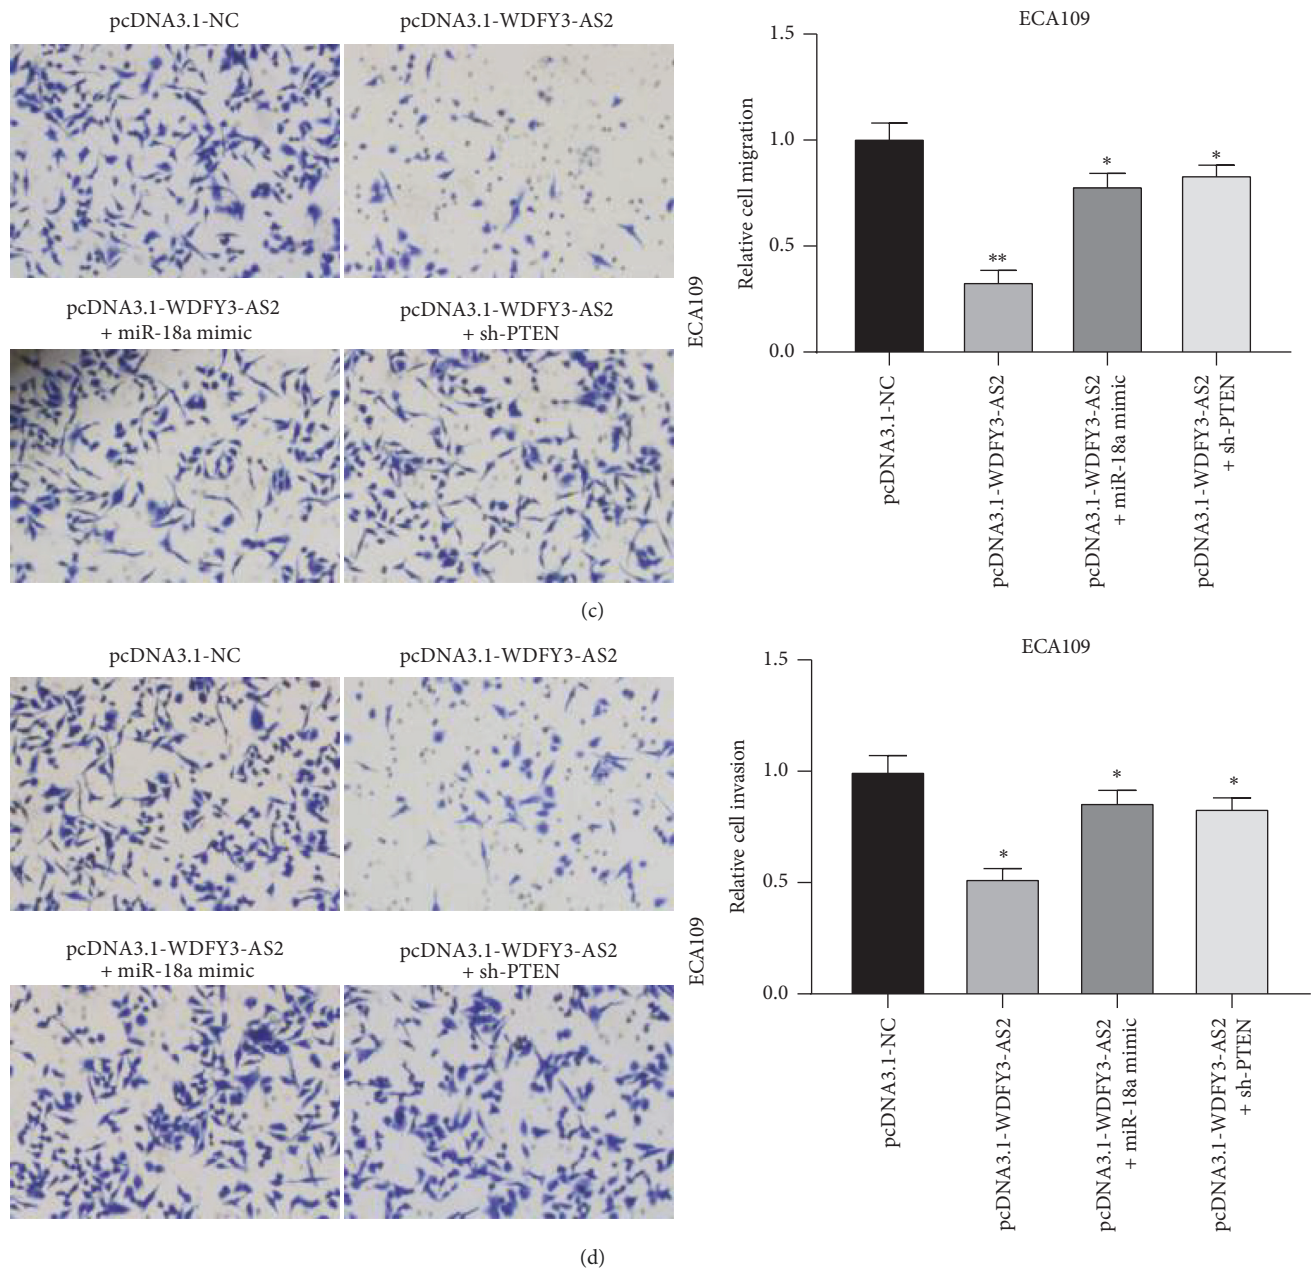 pcDNA3.1-NC
pcDNA3.1-WDFY3-AS2
pcDNA3.1-WDFY3-AS2
+ miR-18a mimic
pcDNA3.1-WDFY3-AS2
+ sh-PTEN
ECA109
ECA109
Relative cell migration
1.5
1.0
0.5
0.0
**
*
*
pcDNA3.1-NC
pcDNA3.1-WDFY3-AS2
pcDNA3.1-WDFY3-AS2
+ miR-18a mimic
pcDNA3.1-WDFY3-AS2
+ sh-PTEN
(c)
pcDNA3.1-NC
pcDNA3.1-WDFY3-AS2
pcDNA3.1-WDFY3-AS2
+ miR-18a mimic
pcDNA3.1-WDFY3-AS2
+ sh-PTEN
ECA109
ECA109
Relative cell invasion
1.5
1.0
0.5
0.0
*
*
*
pcDNA3.1-NC
pcDNA3.1-WDFY3-AS2
pcDNA3.1-WDFY3-AS2
+ miR-18a mimic
pcDNA3.1-WDFY3-AS2
+ sh-PTEN
(d)